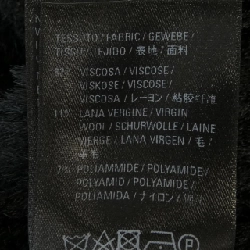 TESSUTO / FABRIC / GEWEBE /
TISSU / TEJIDO / 表地 / 面料
VISCOSA / VISCOSE /
VISKOSE / VISCOSE /
VISCOSA / レーヨン / 粘胶纤维
LANA VERGINE / VIRGIN
WOOL / SCHURWOLLE / LAINE
VIERGE / LANA VIRGEN / 毛 /
羊毛
POLIAMMIDE / POLYAMIDE /
POLYAMID / POLYAMIDE /
POLIAMIDA / ナイロン /